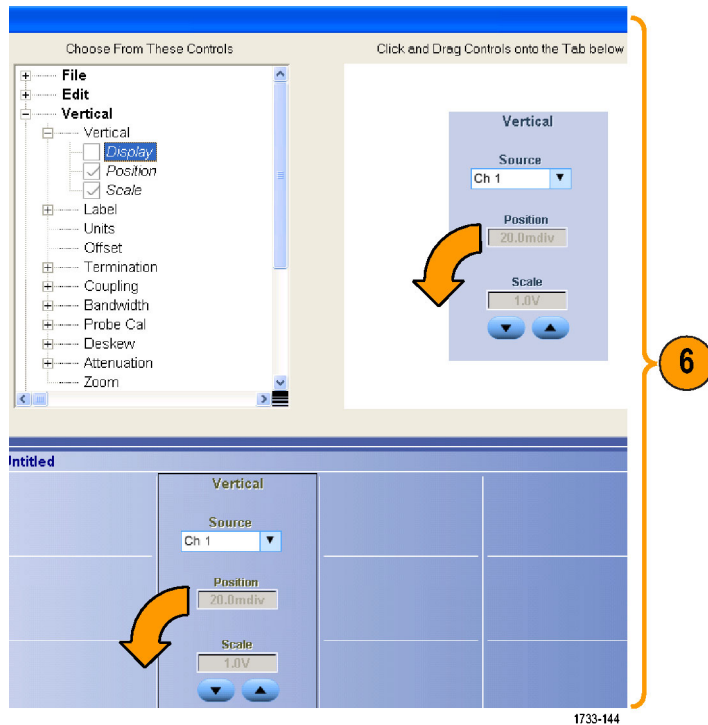 Choose From These Controls
Click and Drag Controls onto the Tab below
File
Edit
Vertical
Vertical
Display
Position
Scale
Label
Units
Offset
Termination
Coupling
Bandwidth
Probe Cal
Deskew
Attenuation
Zoom
Vertical
Source
Ch 1
Position
20.0mdiv
Scale
1.0V
6
Untitled
Vertical
Source
Ch 1
Position
20.0mdiv
Scale
1.0V
1733-144